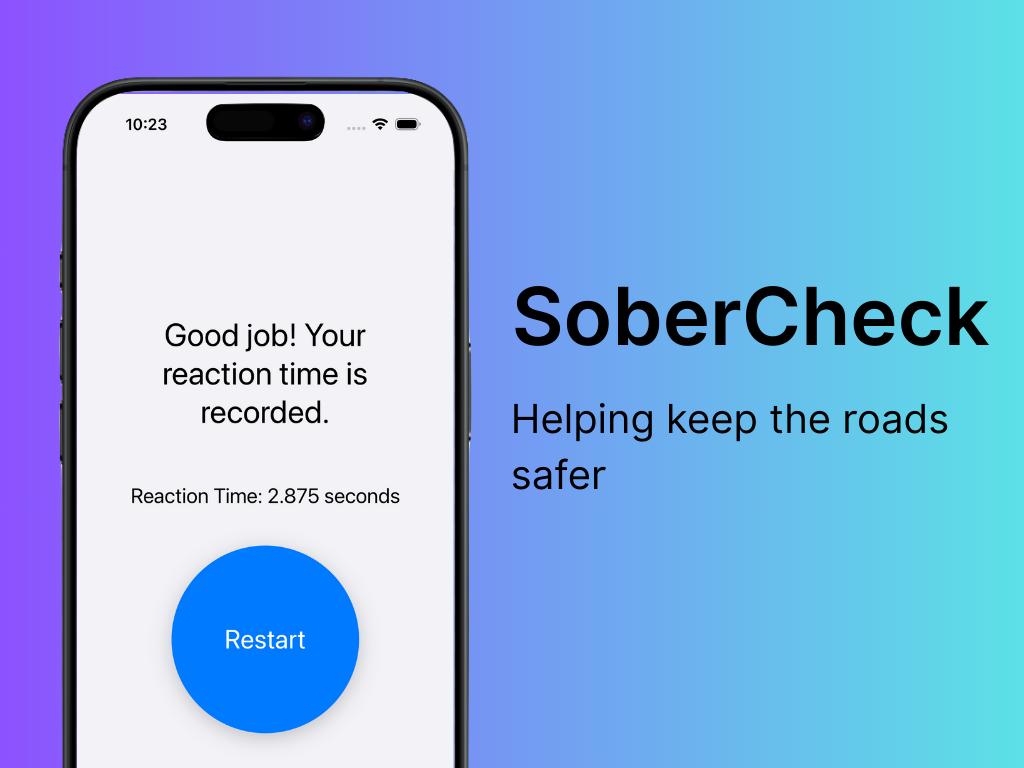 10:23
Good job! Your
reaction time is
recorded.
Reaction Time: 2.875 seconds
Restart
SoberCheck
Helping keep the roads
safer